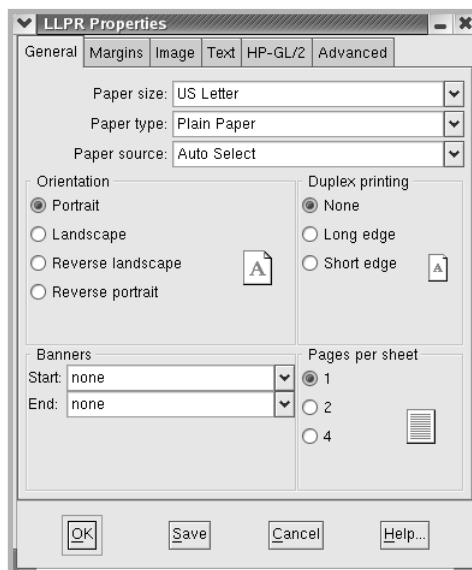 LLPR Properties
General Margins Image Text HP-GL/2 Advanced
Paper size: US Letter
Paper type: Plain Paper
Paper source: Auto Select
Orientation
Portrait
Landscape
Reverse landscape
Reverse portrait
A
Duplex printing
None
Long edge
Short edge
A
Banners
Start: none
End: none
Pages per sheet
1
2
4
OK Save Cancel Help...